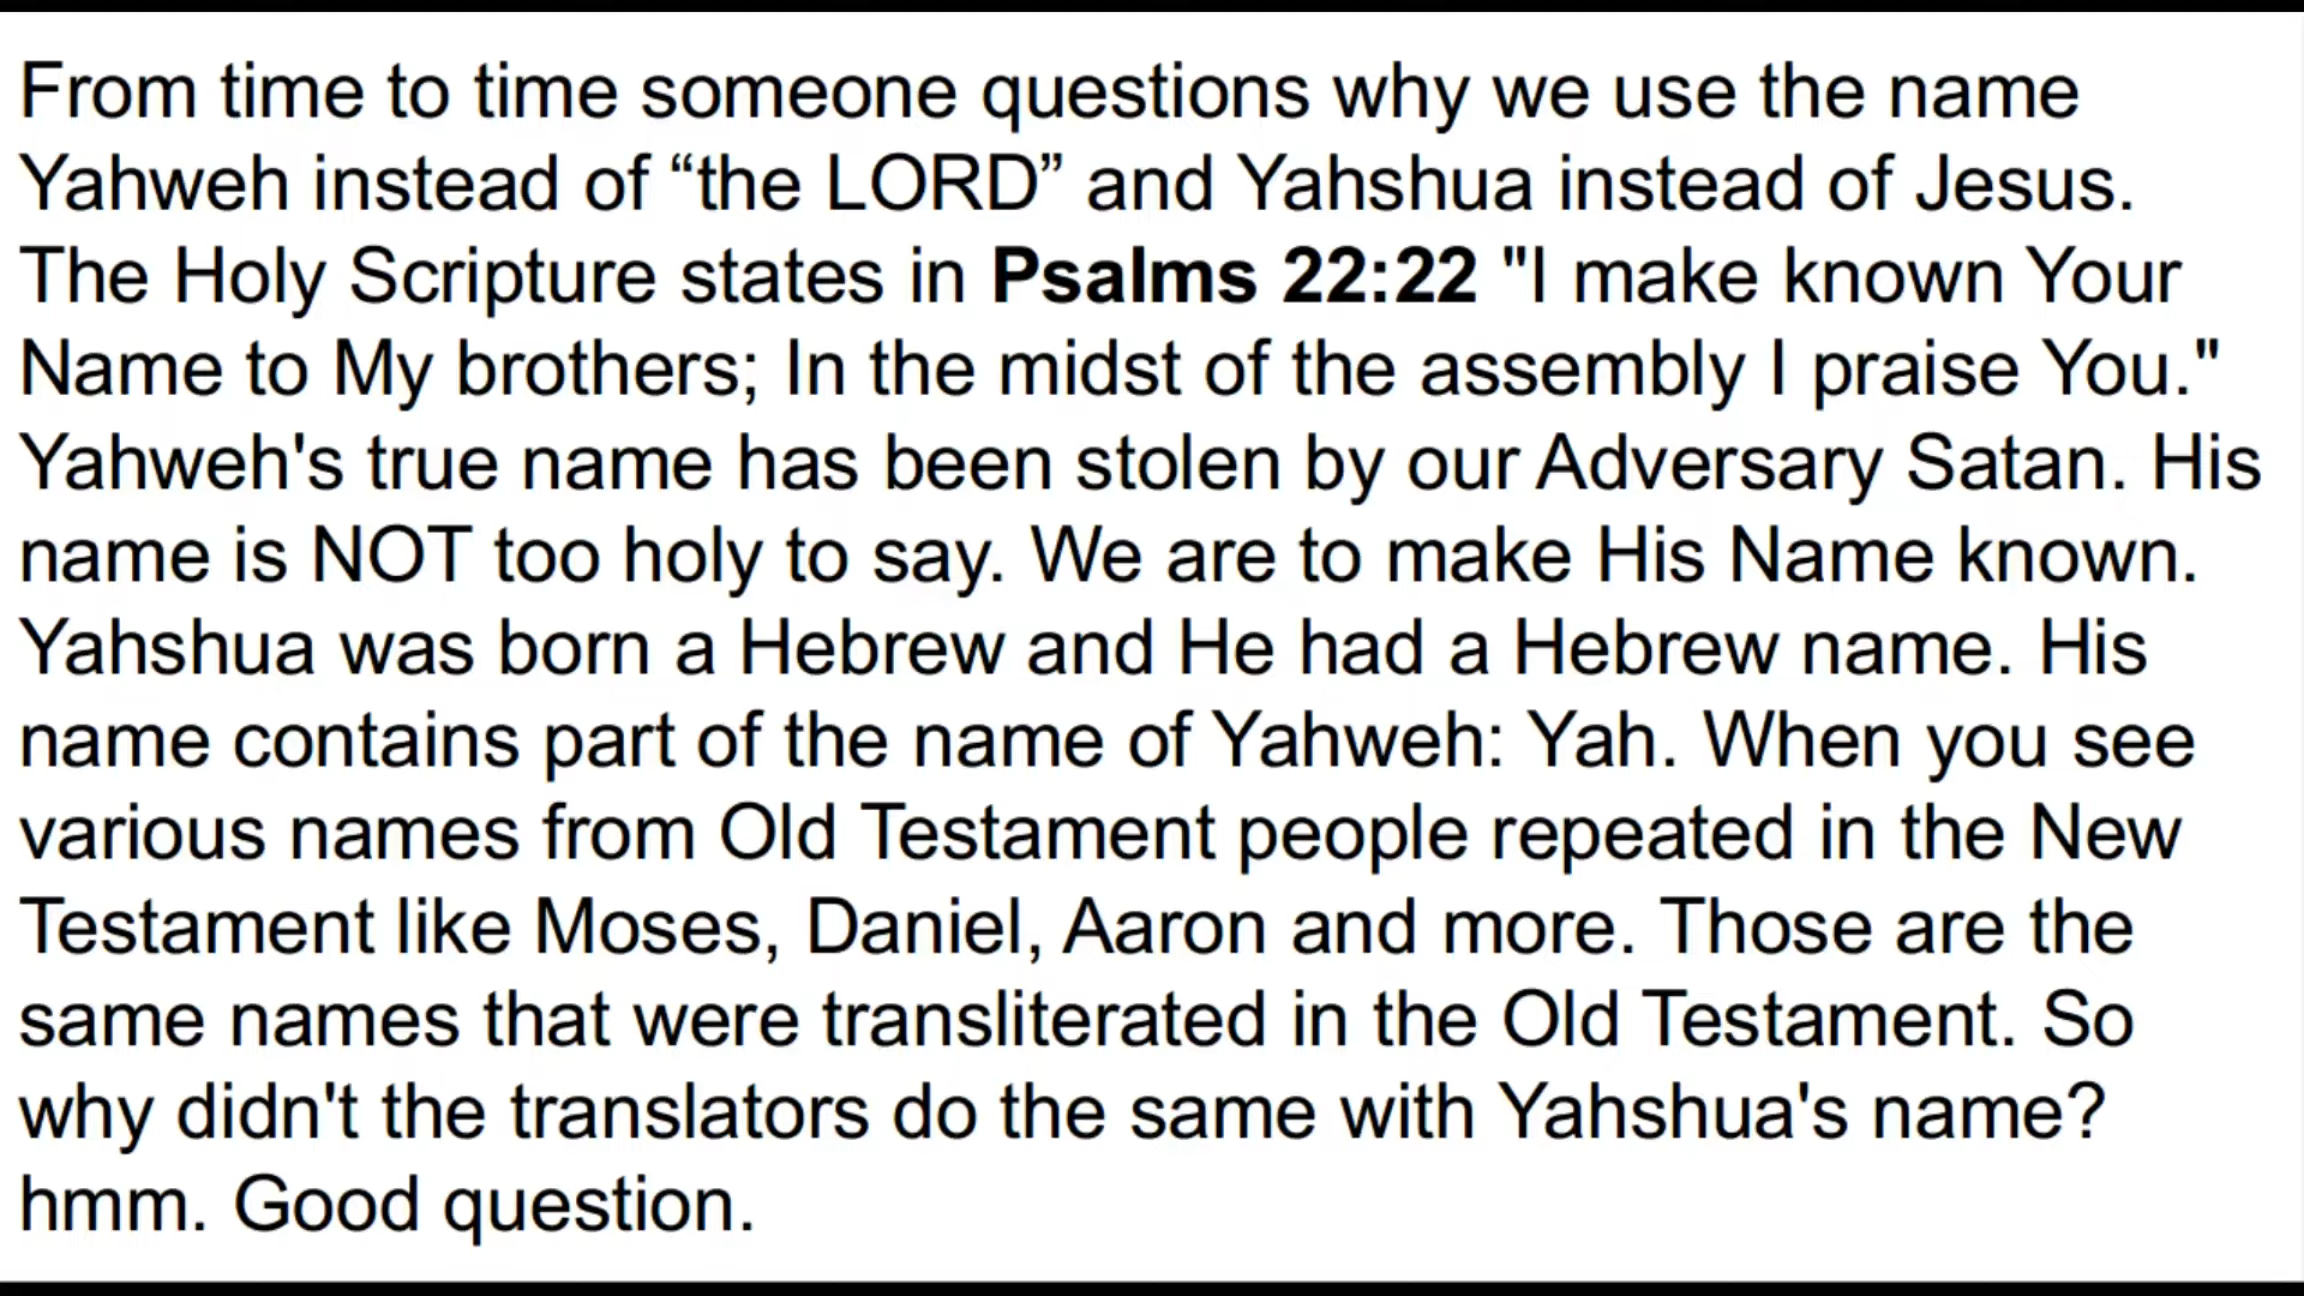 From time to time someone questions why we use the name
Yahweh instead of “the LORD” and Yahshua instead of Jesus.
The Holy Scripture states in Psalms 22:22 "I make known Your
Name to My brothers; In the midst of the assembly I praise You."
Yahweh's true name has been stolen by our Adversary Satan. His
name is NOT too holy to say. We are to make His Name known.
Yahshua was born a Hebrew and He had a Hebrew name. His
name contains part of the name of Yahweh: Yah. When you see
various names from Old Testament people repeated in the New
Testament like Moses, Daniel, Aaron and more. Those are the
same names that were transliterated in the Old Testament. So
why didn't the translators do the same with Yahshua's name?
hmm. Good question.